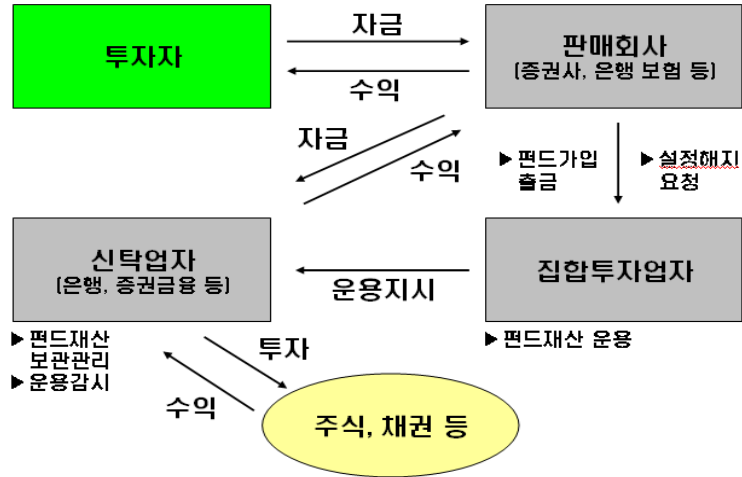 투자자
자금
수익
판매회사
(증권사, 은행 보험 등)
자금
수익
▶ 펀드가입
출금
▶ 설정해지
요청
신탁업자
(은행, 증권금융 등)
운용지시
집합투자업자
▶ 펀드재산
보관관리
▶ 운용감시
투자
수익
▶ 펀드재산 운용
주식, 채권 등